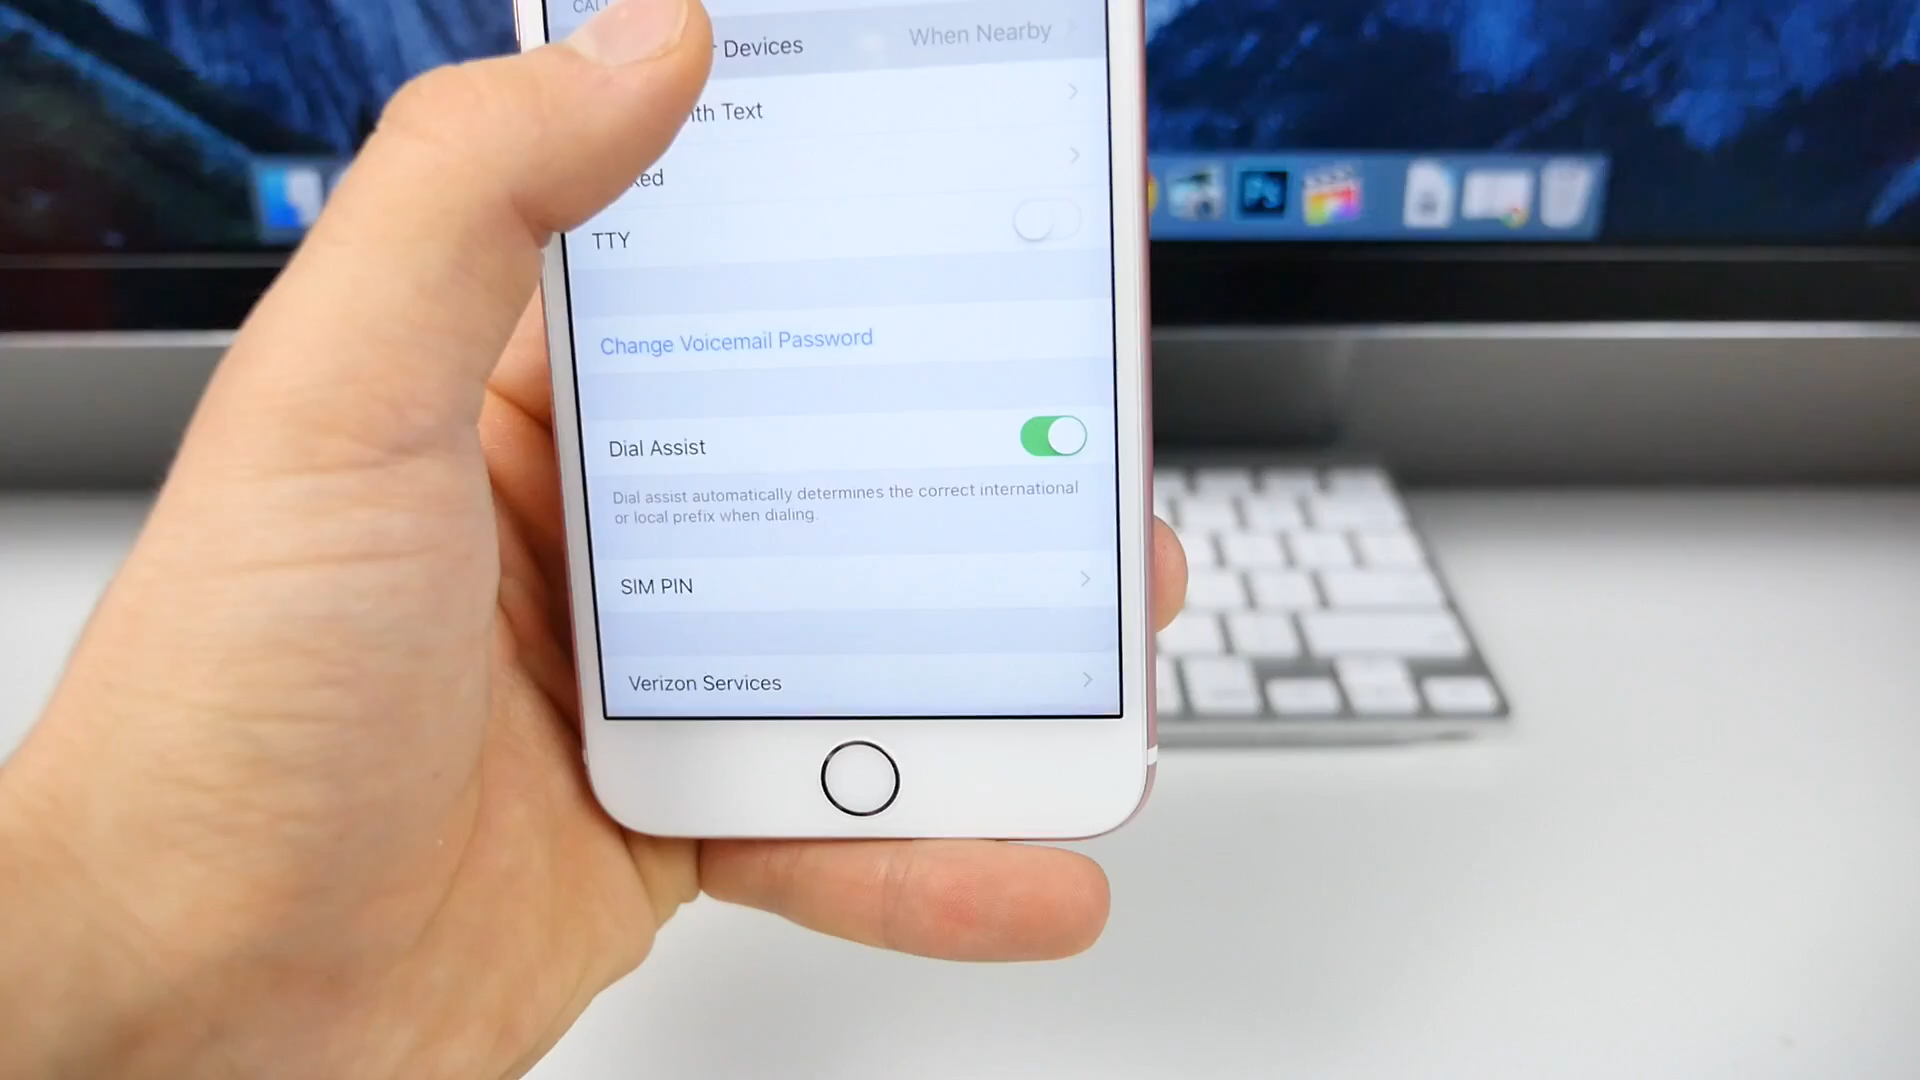 CAL
Devices
When Nearby
ith Text
ked
TTY
Change Voicemail Password
Dial Assist
Dial assist automatically determines the correct international
or local prefix when dialing.
SIM PIN
Verizon Services